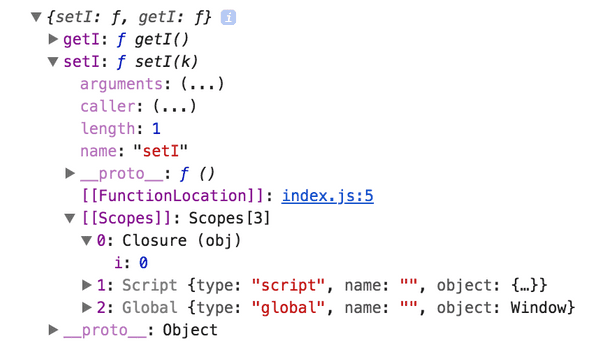 ▼{setI: ƒ, getI: ƒ} i
▶getI: ƒ getI()
▼setI: ƒ setI(k)
arguments: (...)
caller: (...)
length: 1
name: "setI"
▶__proto__: ƒ ()
[[FunctionLocation]]: index.js:5
▼[[Scopes]]: Scopes[3]
▼0: Closure (obj)
i: 0
▶1: Script {type: "script", name: "", object: {…}}
▶2: Global {type: "global", name: "", object: Window}
▶__proto__: Object